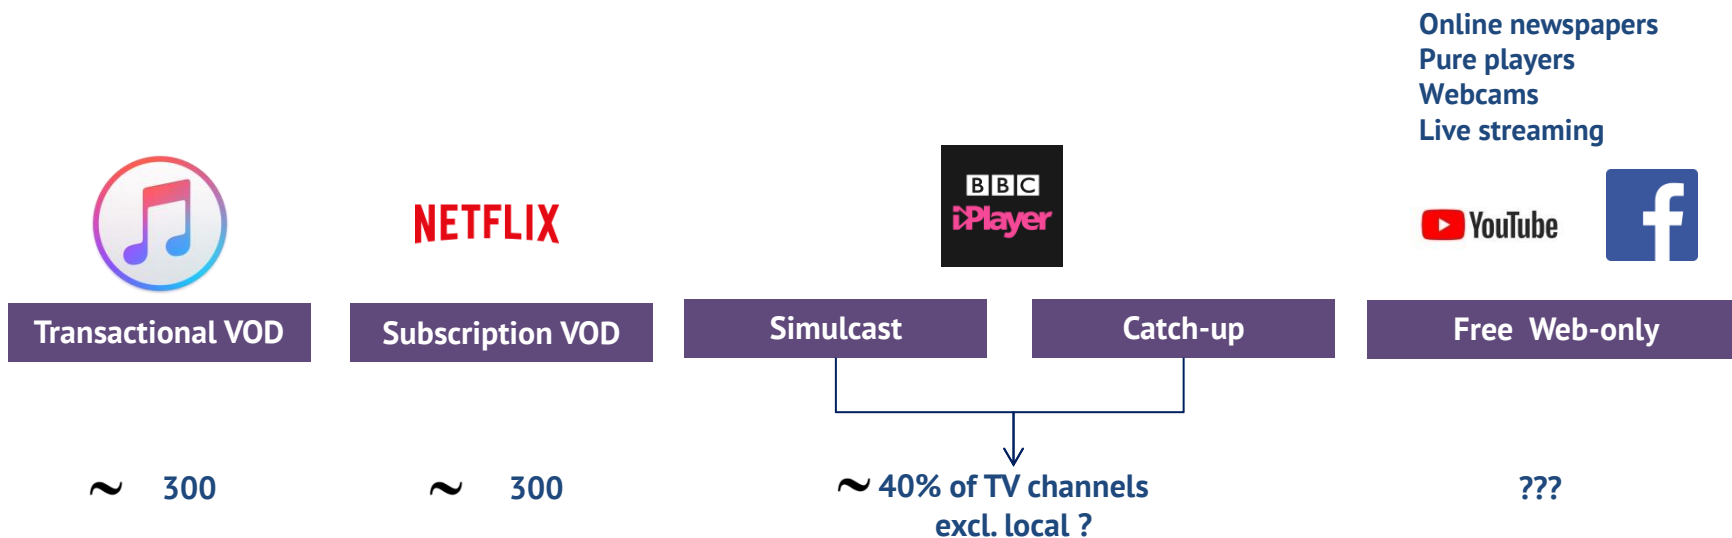 Online newspapers
Pure players
Webcams
Live streaming
NETFLIX
BBC
iPlayer
YouTube
f
Transactional VOD
Subscription VOD
Simulcast
Catch-up
Free Web-only
~ 300
~ 300
~ 40% of TV channels
excl. local ?
???